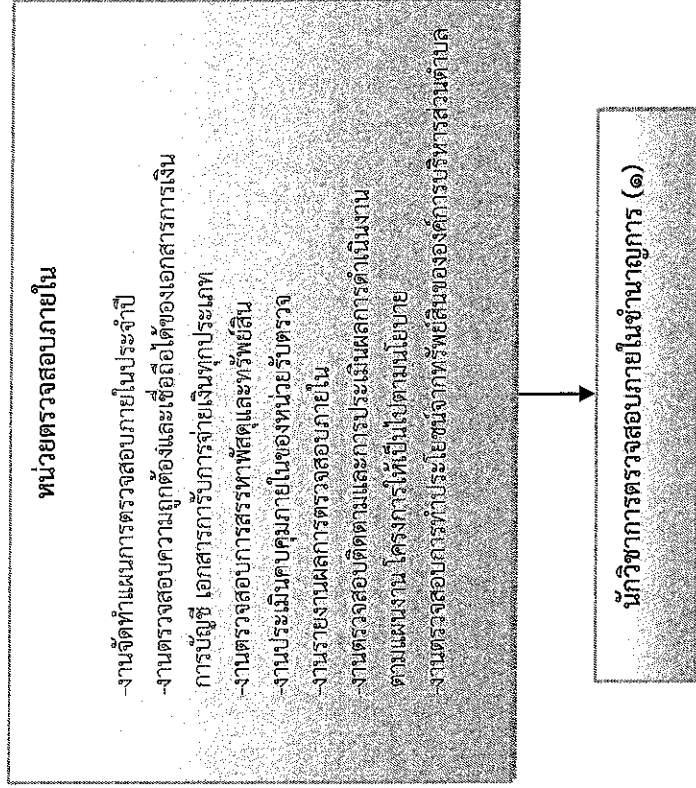 หน่วยตรวจสอบภายใน
-งานจัดทำแผนการตรวจสอบภายในประจำปี
-งานตรวจสอบความถูกต้องและเชื่อถือได้ของเอกสารการเงิน
การบัญชี เอกสารการรับการจ่ายเงินทุกประเภท
-งานตรวจสอบการสรรหาพัสดุและทรัพย์สิน
-งานประเมินควบคุมภายในของหน่วยรับตรวจ
-งานรายงานผลการตรวจสอบภายใน
-งานตรวจสอบติดตามและการประเมินผลการดำเนินงาน
ตามแผนงาน โครงการให้เป็นไปตามนโยบาย
-งานตรวจสอบการทำประโยชน์จากทรัพย์สินขององค์การบริหารส่วนตำบล
นักวิชาการตรวจสอบภายในชำนาญการ (๑)